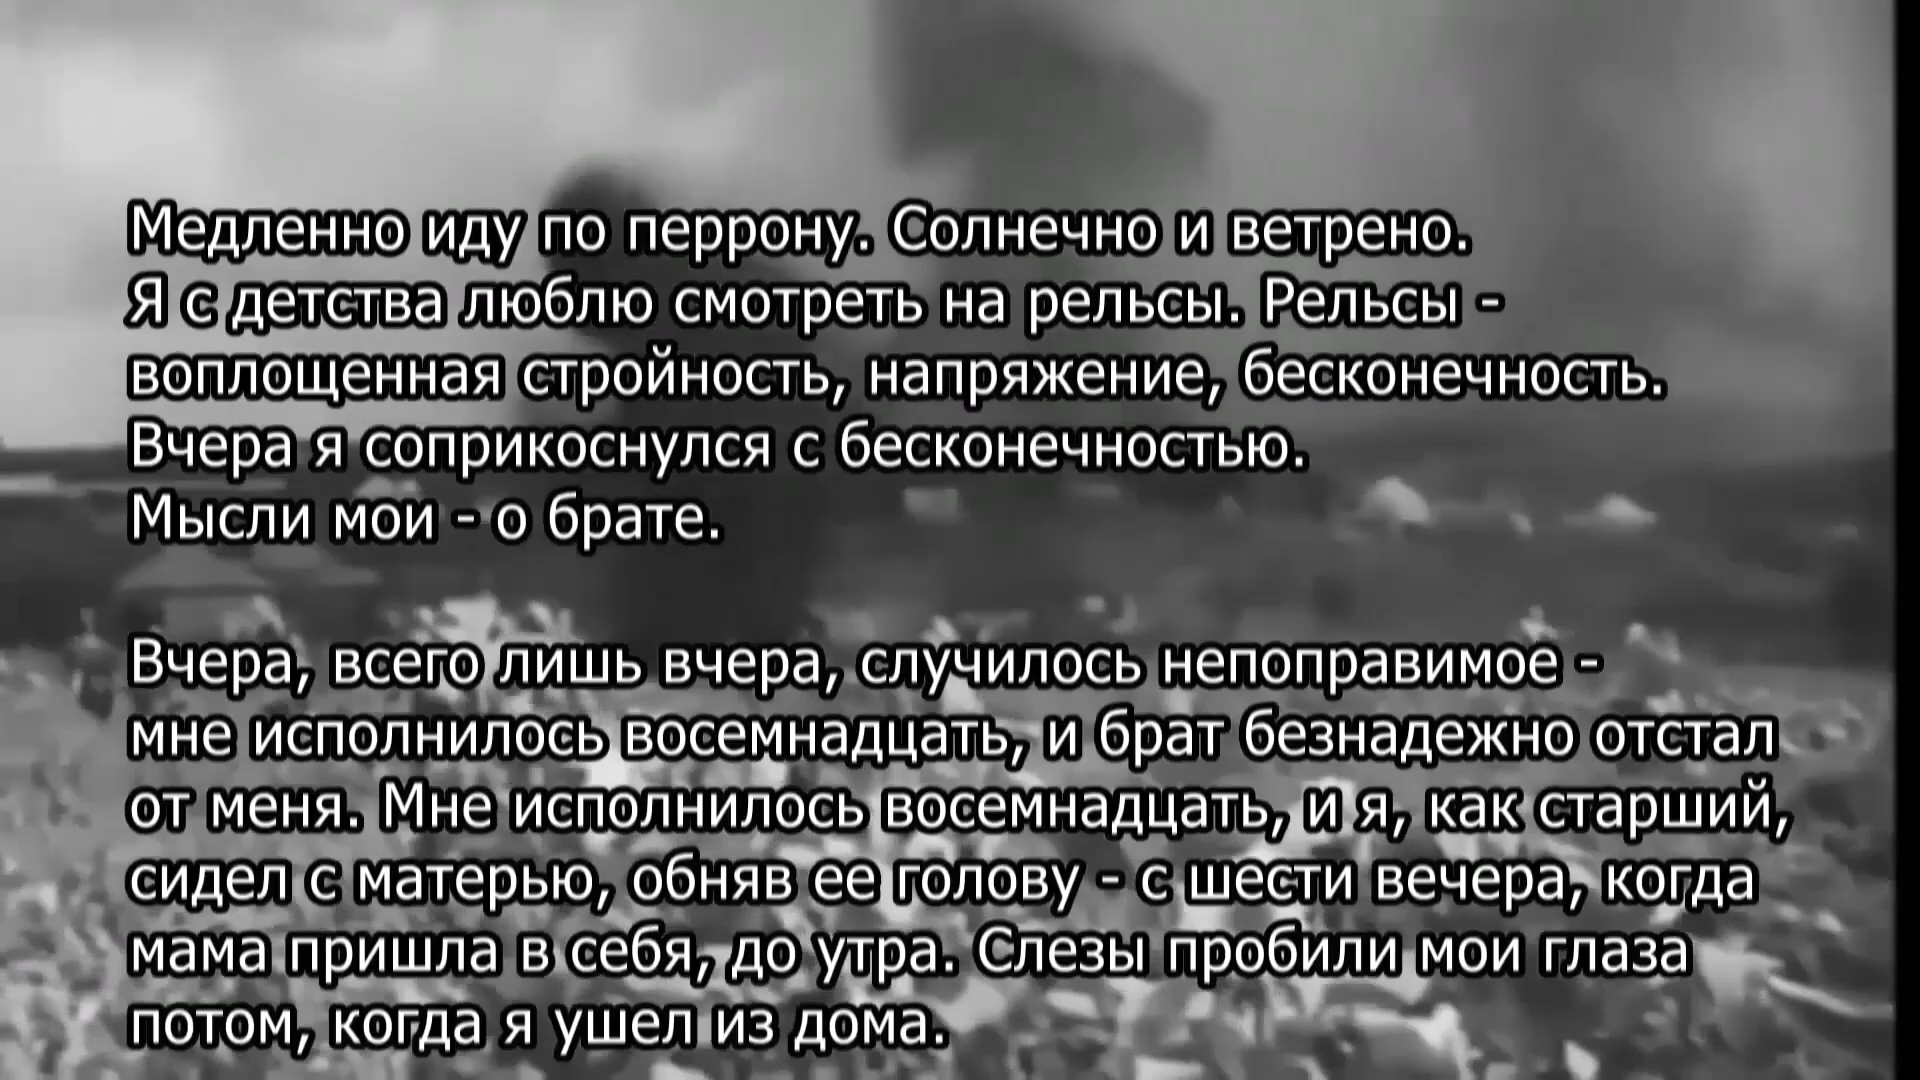 Медленно иду по перрону. Солнечно и ветрено.
Я с детства люблю смотреть на рельсы. Рельсы -
воплощенная стройность, напряжение, бесконечность.
Вчера я соприкоснулся с бесконечностью.
Мысли мои - о брате.
Вчера, всего лишь вчера, случилось непоправимое -
мне исполнилось восемнадцать, и брат безнадежно отстал
от меня. Мне исполнилось восемнадцать, и я, как старший,
сидел с матерью, обняв ее голову - с шести вечера, когда
мама пришла в себя, до утра. Слезы пробили мои глаза
потом, когда я ушел из дома.